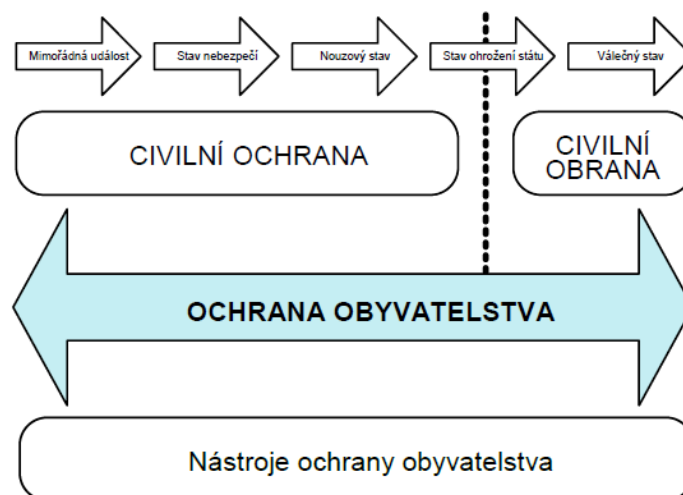 Mimořádná událost
Stav nebezpečí
Nouzový stav
Stav ohrožení státu
Válečný stav
CIVILNÍ OCHRANA
CIVILNÍ
OBRANA
OCHRANA OBYVATELSTVA
Nástroje ochrany obyvatelstva